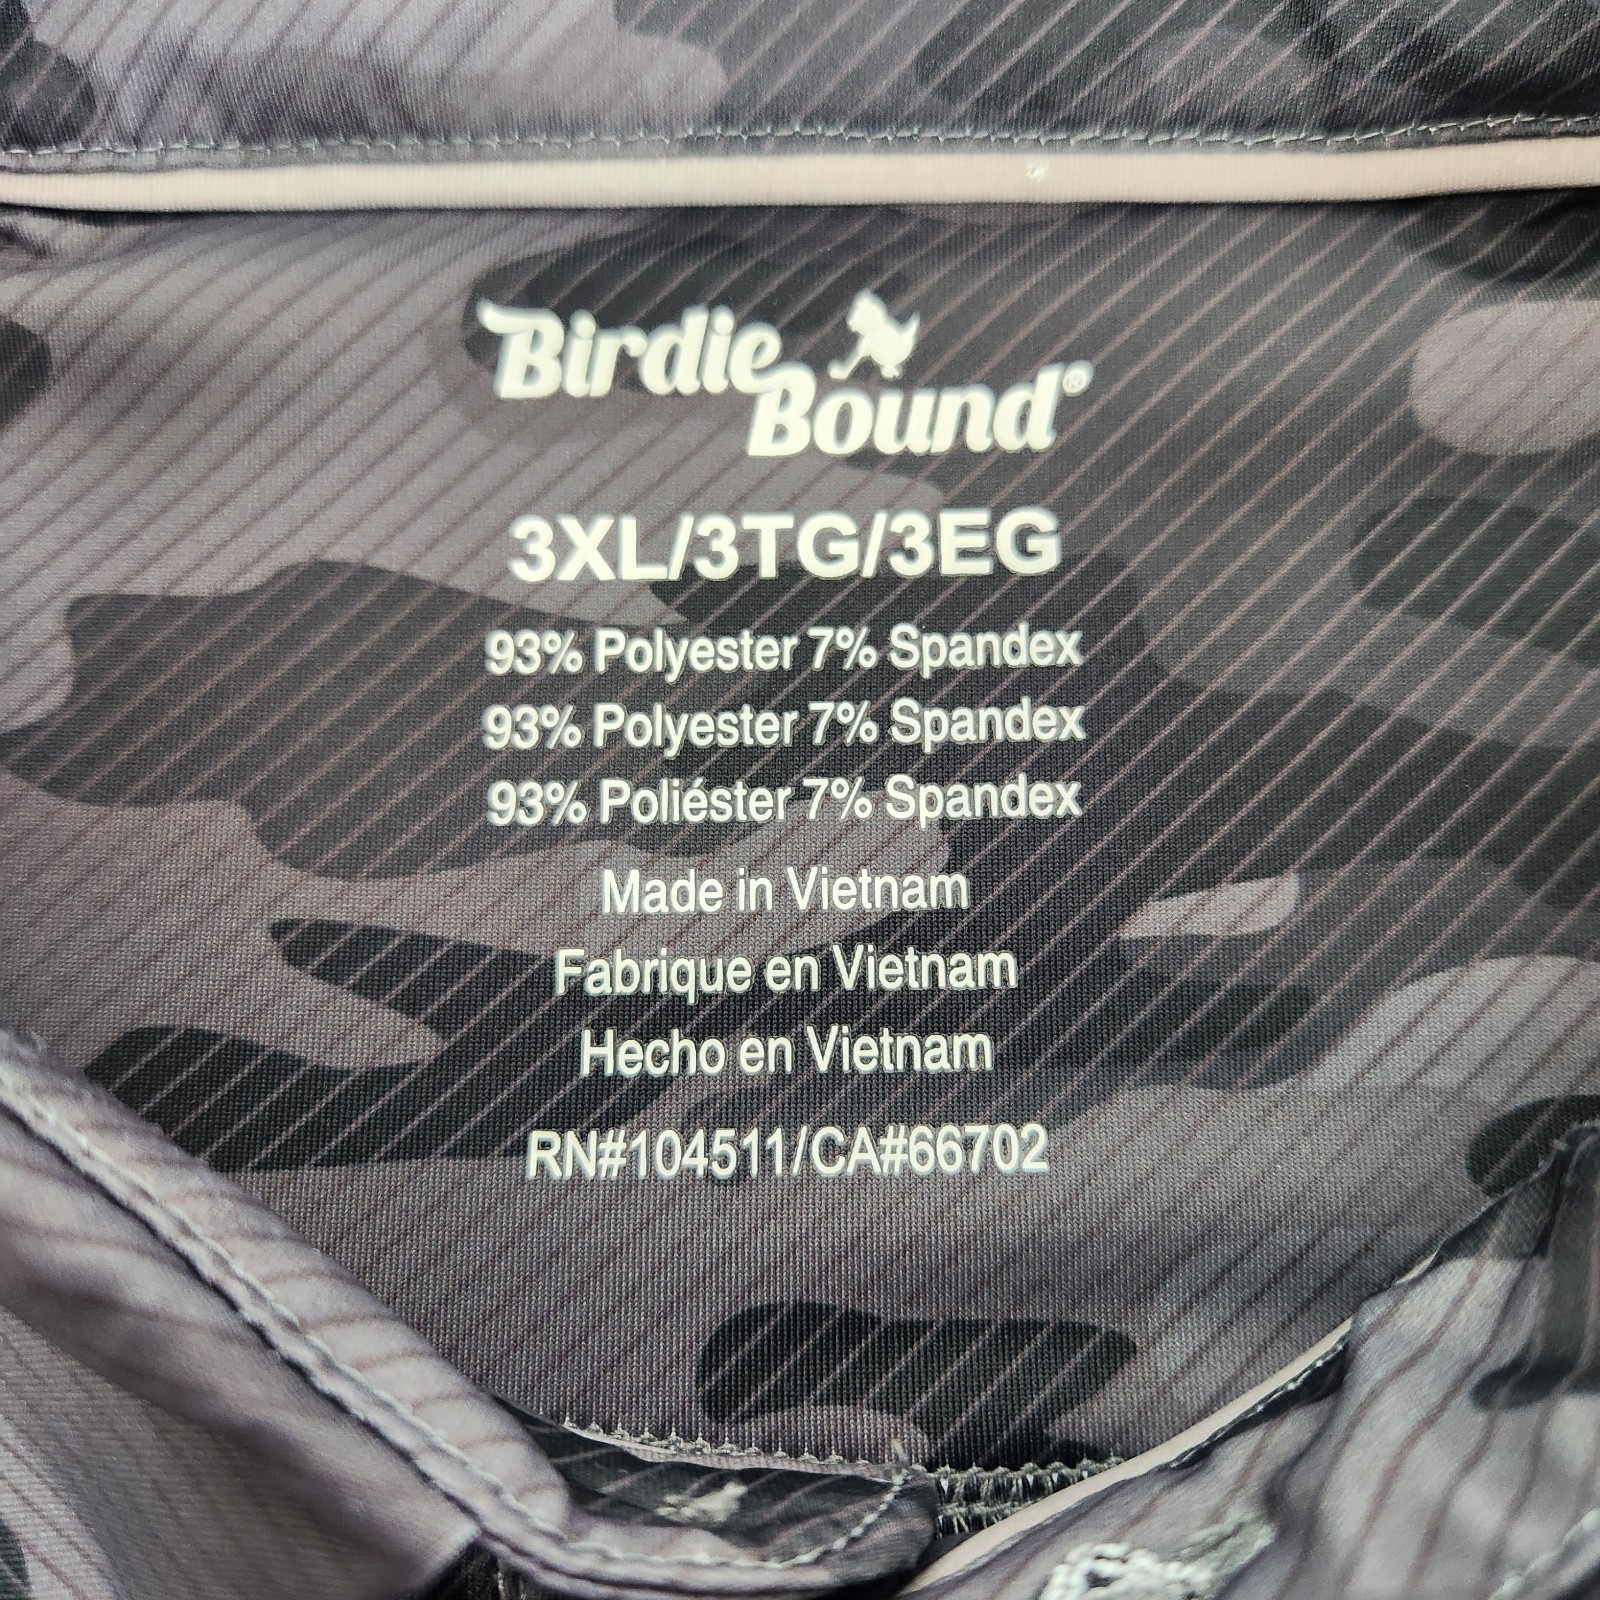 Birdie
Bound®
3XL/3TG/3EG
93% Polyester 7% Spandex
93% Polyester 7% Spandex
93% Poliéster 7% Spandex
Made in Vietnam
Fabrique en Vietnam
Hecho en Vietnam
RN#104511/CA#66702